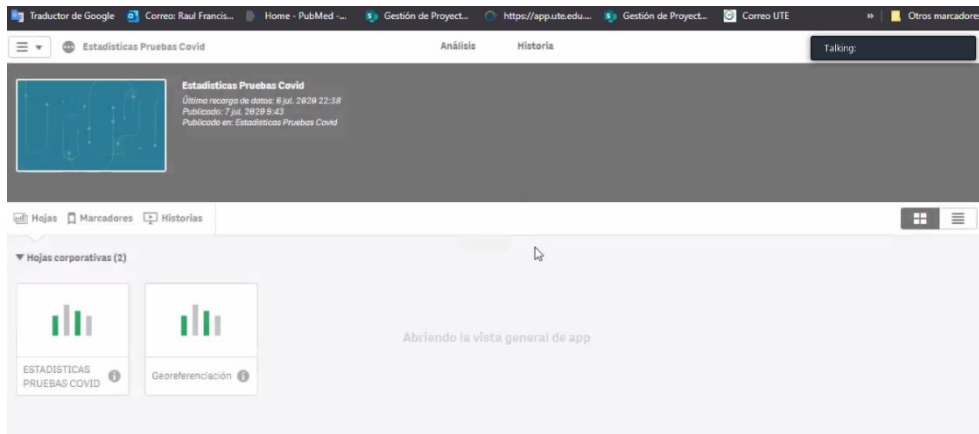 Traductor de Google Correo: Raul Francis... Home - PubMed -... Gestión de Proyect... https://app.ute.edu.... Gestión de Proyect... Correo UTE » Otros marcadore
Estadisticas Pruebas Covid Análisis Historia Talking:
Estadisticas Pruebas Covid
Última recarga de datos: 6 jul. 2020 22:38
Publicado: 7 jul. 2020 9:43
Publicado en: Estadisticas Pruebas Covid
Hojas Marcadores Historias
Hojas corporativas (2)
Abriendo la vista general de app
ESTADISTICAS
PRUEBAS COVID
Georeferenciación